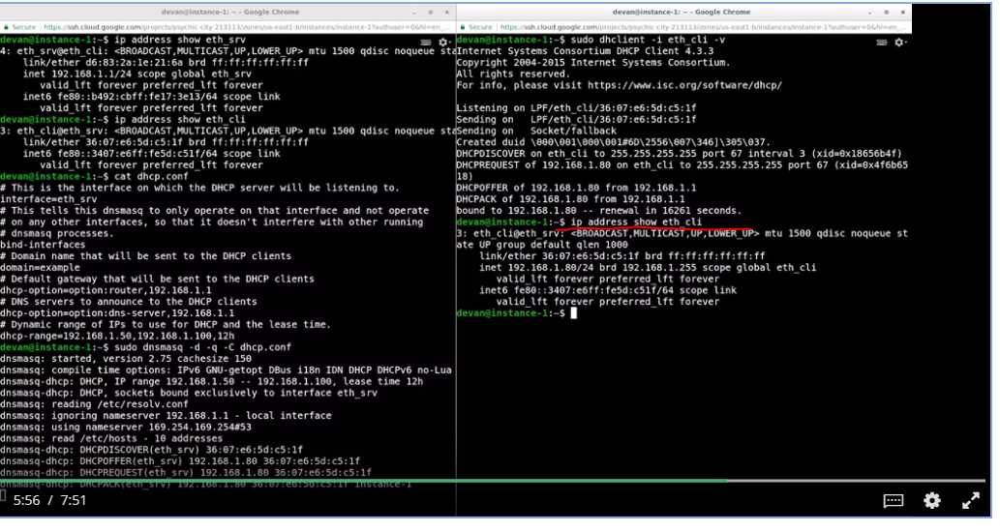 devan@instance-1: ~ - Google Chrome
Secure https://ssh.cloud.google.com/projects/psychic-city-213113/zones/us-east1-b/instances/instance-1?authuser=0&hl=en_
devan@instance-1:~$ ip address show eth_srv
4: eth_srv@eth_cli: <BROADCAST,MULTICAST,UP,LOWER_UP> mtu 1500 qdisc noqueue sta
link/ether d6:83:2a:1e:21:6a brd ff:ff:ff:ff:ff:ff
inet 192.168.1.1/24 scope global eth_srv
valid_lft forever preferred_lft forever
inet6 fe80::b492:cbff:fe17:3e13/64 scope link
valid_lft forever preferred_lft forever
devan@instance-1:~$ ip address show eth_cli
3: eth_cli@eth_srv: <BROADCAST,MULTICAST,UP,LOWER_UP> mtu 1500 qdisc noqueue sta
link/ether 36:07:e6:5d:c5:1f brd ff:ff:ff:ff:ff:ff
inet6 fe80::3407:e6ff:fe5d:c51f/64 scope link
valid_lft forever preferred_lft forever
devan@instance-1:~$ cat dhcp.conf
# This is the interface on which the DHCP server will be listening to.
interface=eth_srv
# This tells this dnsmasq to only operate on that interface and not operate
# on any other interfaces, so that it doesn't interfere with other running
# dnsmasq processes.
bind-interfaces
# Domain name that will be sent to the DHCP clients
domain=example
# Default gateway that will be sent to the DHCP clients
dhcp-option=option:router,192.168.1.1
# DNS servers to announce to the DHCP clients
dhcp-option=option:dns-server,192.168.1.1
# Dynamic range of IPs to use for DHCP and the lease time.
dhcp-range=192.168.1.50,192.168.1.100,12h
devan@instance-1:~$ sudo dnsmasq -d -q -C dhcp.conf
dnsmasq: started, version 2.75 cachesize 150
dnsmasq: compile time options: IPv6 GNU-getopt DBus i18n IDN DHCP DHCPv6 no-Lua
dnsmasq-dhcp: DHCP, IP range 192.168.1.50 -- 192.168.1.100, lease time 12h
dnsmasq-dhcp: DHCP, sockets bound exclusively to interface eth_srv
dnsmasq: reading /etc/resolv.conf
dnsmasq: ignoring nameserver 192.168.1.1 - local interface
dnsmasq: using nameserver 169.254.169.254#53
dnsmasq: read /etc/hosts - 10 addresses
dnsmasq-dhcp: DHCPDISCOVER(eth_srv) 36:07:e6:5d:c5:1f
dnsmasq-dhcp: DHCPOFFER(eth_srv) 192.168.1.80 36:07:e6:5d:c5:1f
dnsmasq-dhcp: DHCPREQUEST(eth_srv) 192.168.1.80 36:07:e6:5d:c5:1f
dnsmasq-dhcp: DHCPACK(eth_srv) 192.168.1.80 36:07:e6:5d:c5:1f instance-1
devan@instance-1: ~ - Google Chrome
Secure https://ssh.cloud.google.com/projects/psychic-city-213113/zones/us-east1-b/instances/instance-1?authuser=0&hl=en_
devan@instance-1:~$ sudo dhclient -i eth_cli -v
Internet Systems Consortium DHCP Client 4.3.3
Copyright 2004-2015 Internet Systems Consortium.
All rights reserved.
For info, please visit https://www.isc.org/software/dhcp/
Listening on LPF/eth_cli/36:07:e6:5d:c5:1f
Sending on LPF/eth_cli/36:07:e6:5d:c5:1f
Sending on Socket/fallback
Created duid \000\001\000\001#6D\2556\007\346]\305\037.
DHCPDISCOVER on eth_cli to 255.255.255.255 port 67 interval 3 (xid=0x18656b4f)
DHCPREQUEST of 192.168.1.80 on eth_cli to 255.255.255.255 port 67 (xid=0x4f6b65
18)
DHCPOFFER of 192.168.1.80 from 192.168.1.1
DHCPACK of 192.168.1.80 from 192.168.1.1
bound to 192.168.1.80 -- renewal in 16261 seconds.
devan@instance-1:~$ ip address show eth_cli
3: eth_cli@eth_srv: <BROADCAST,MULTICAST,UP,LOWER_UP> mtu 1500 qdisc noqueue st
ate UP group default qlen 1000
link/ether 36:07:e6:5d:c5:1f brd ff:ff:ff:ff:ff:ff
inet 192.168.1.80/24 brd 192.168.1.255 scope global eth_cli
valid_lft forever preferred_lft forever
inet6 fe80::3407:e6ff:fe5d:c51f/64 scope link
valid_lft forever preferred_lft forever
devan@instance-1:~$
5:56 / 7:51